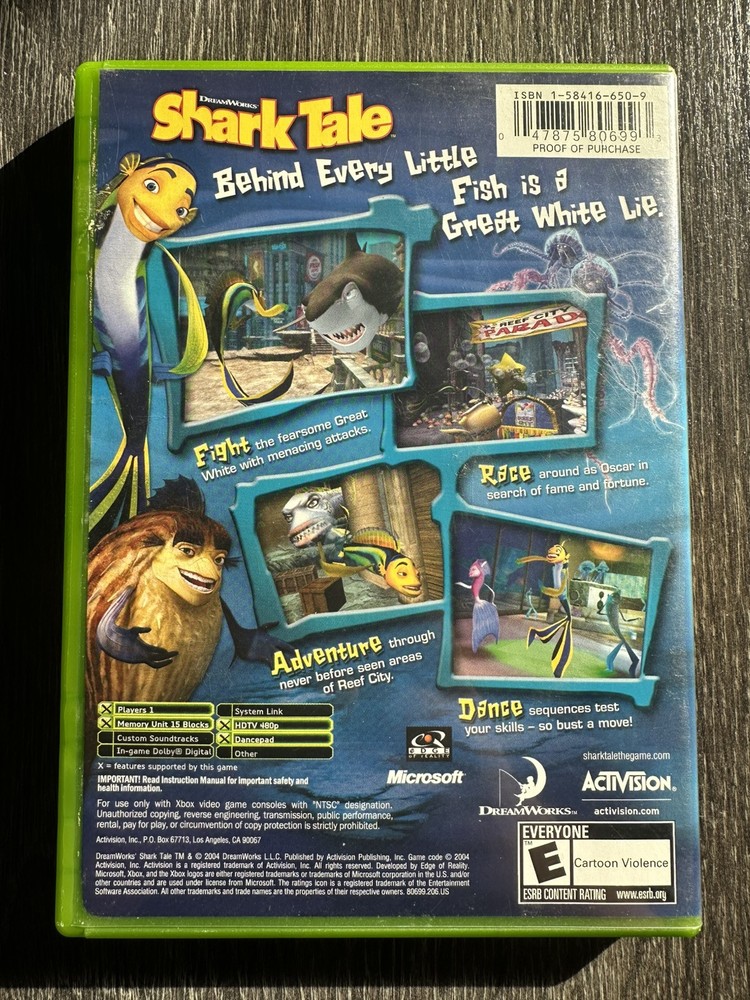 DREAMWORKS
Shark Tale™
ISBN 1-58416-650-9
0 47875 80699 3
PROOF OF PURCHASE
Behind Every Little
Fish is a
Great White Lie.
REEF CITY
PARADE
Fight the fearsome Great
White with menacing attacks.
Race around as Oscar in
search of fame and fortune.
Adventure through
never before seen areas
of Reef City.
Dance sequences test
your skills – so bust a move!
X Players 1
System Link
X Memory Unit 15 Blocks
X HDTV 480p
Custom Soundtracks
X Dancepad
In-game Dolby® Digital
Other
X = features supported by this game
IMPORTANT! Read Instruction Manual for important safety and
health information.
EDGE
OF REALITY
Microsoft
DREAMWORKS™
sharktalethegame.com
ACTIVISION®
activision.com
For use only with Xbox video game consoles with "NTSC" designation.
Unauthorized copying, reverse engineering, transmission, public performance,
rental, pay for play, or circumvention of copy protection is strictly prohibited.
Activision, Inc., P.O. Box 67713, Los Angeles, CA 90067
DreamWorks' Shark Tale TM & © 2004 DreamWorks L.L.C. Published by Activision Publishing, Inc. Game code © 2004
Activision, Inc. Activision is a registered trademark of Activision, Inc. All rights reserved. Developed by Edge of Reality.
Microsoft, Xbox, and the Xbox logos are either registered trademarks or trademarks of Microsoft corporation in the U.S. and/or
other countries and are used under license from Microsoft. The ratings icon is a registered trademark of the Entertainment
Software Association. All other trademarks and trade names are the properties of their respective owners. 80699.206.US
EVERYONE
™
E
Cartoon Violence
ESRB CONTENT RATING www.esrb.org